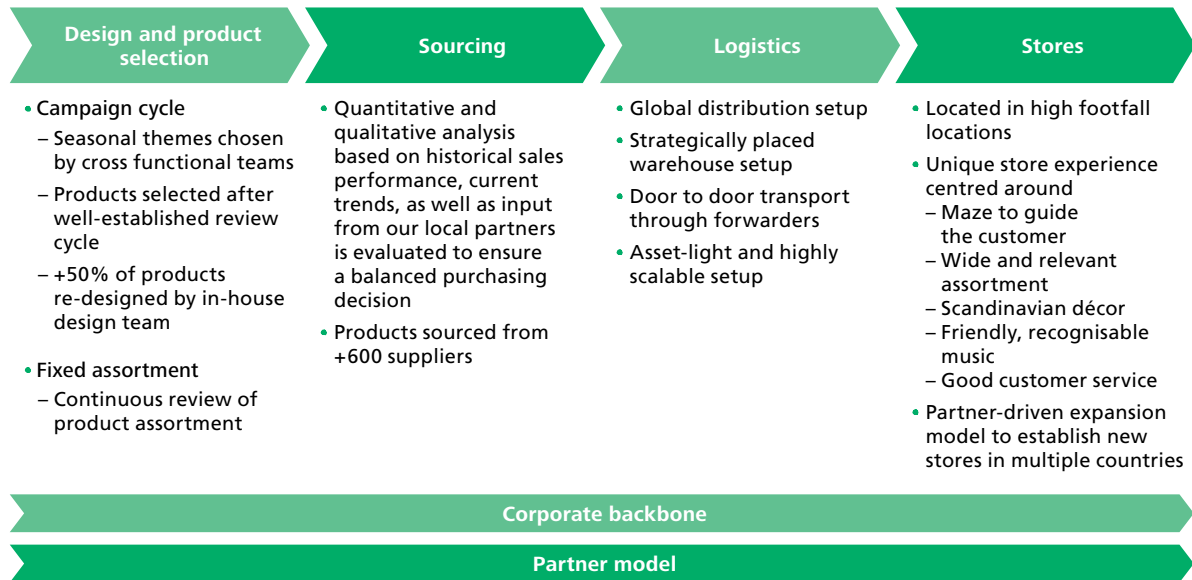 Design and product
selection
Sourcing
Logistics
Stores
• Campaign cycle
– Seasonal themes chosen
by cross functional teams
– Products selected after
well-established review
cycle
– +50% of products
re-designed by in-house
design team
• Fixed assortment
– Continuous review of
product assortment
• Quantitative and
qualitative analysis
based on historical sales
performance, current
trends, as well as input
from our local partners
is evaluated to ensure
a balanced purchasing
decision
• Products sourced from
+600 suppliers
• Global distribution setup
• Strategically placed
warehouse setup
• Door to door transport
through forwarders
• Asset-light and highly
scalable setup
• Located in high footfall
locations
• Unique store experience
centred around
– Maze to guide
the customer
– Wide and relevant
assortment
– Scandinavian décor
– Friendly, recognisable
music
– Good customer service
• Partner-driven expansion
model to establish new
stores in multiple countries
Corporate backbone
Partner model